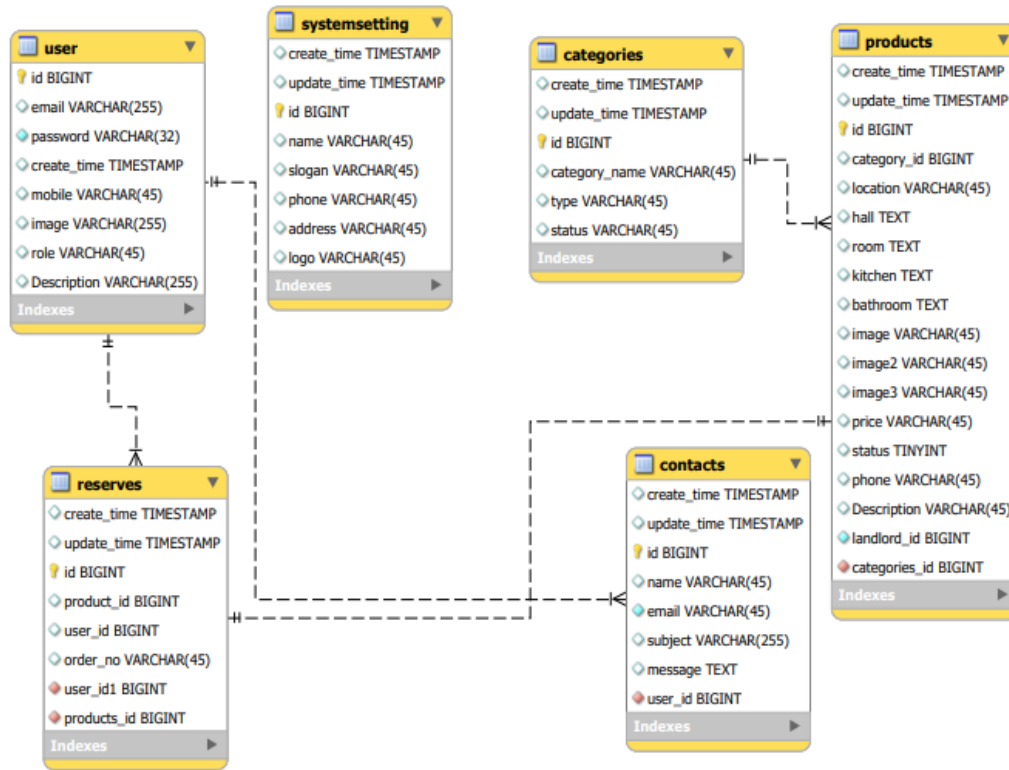 user
id BIGINT
email VARCHAR(255)
password VARCHAR(32)
create_time TIMESTAMP
mobile VARCHAR(45)
image VARCHAR(255)
role VARCHAR(45)
Description VARCHAR(255)
Indexes
systemsetting
create_time TIMESTAMP
update_time TIMESTAMP
id BIGINT
name VARCHAR(45)
slogan VARCHAR(45)
phone VARCHAR(45)
address VARCHAR(45)
logo VARCHAR(45)
Indexes
categories
create_time TIMESTAMP
update_time TIMESTAMP
id BIGINT
category_name VARCHAR(45)
type VARCHAR(45)
status VARCHAR(45)
Indexes
products
create_time TIMESTAMP
update_time TIMESTAMP
id BIGINT
category_id BIGINT
location VARCHAR(45)
hall TEXT
room TEXT
kitchen TEXT
bathroom TEXT
image VARCHAR(45)
image2 VARCHAR(45)
image3 VARCHAR(45)
price VARCHAR(45)
status TINYINT
phone VARCHAR(45)
Description VARCHAR(45)
landlord_id BIGINT
categories_id BIGINT
Indexes
reserves
create_time TIMESTAMP
update_time TIMESTAMP
id BIGINT
product_id BIGINT
user_id BIGINT
order_no VARCHAR(45)
user_id1 BIGINT
products_id BIGINT
Indexes
contacts
create_time TIMESTAMP
update_time TIMESTAMP
id BIGINT
name VARCHAR(45)
email VARCHAR(45)
subject VARCHAR(255)
message TEXT
user_id BIGINT
Indexes